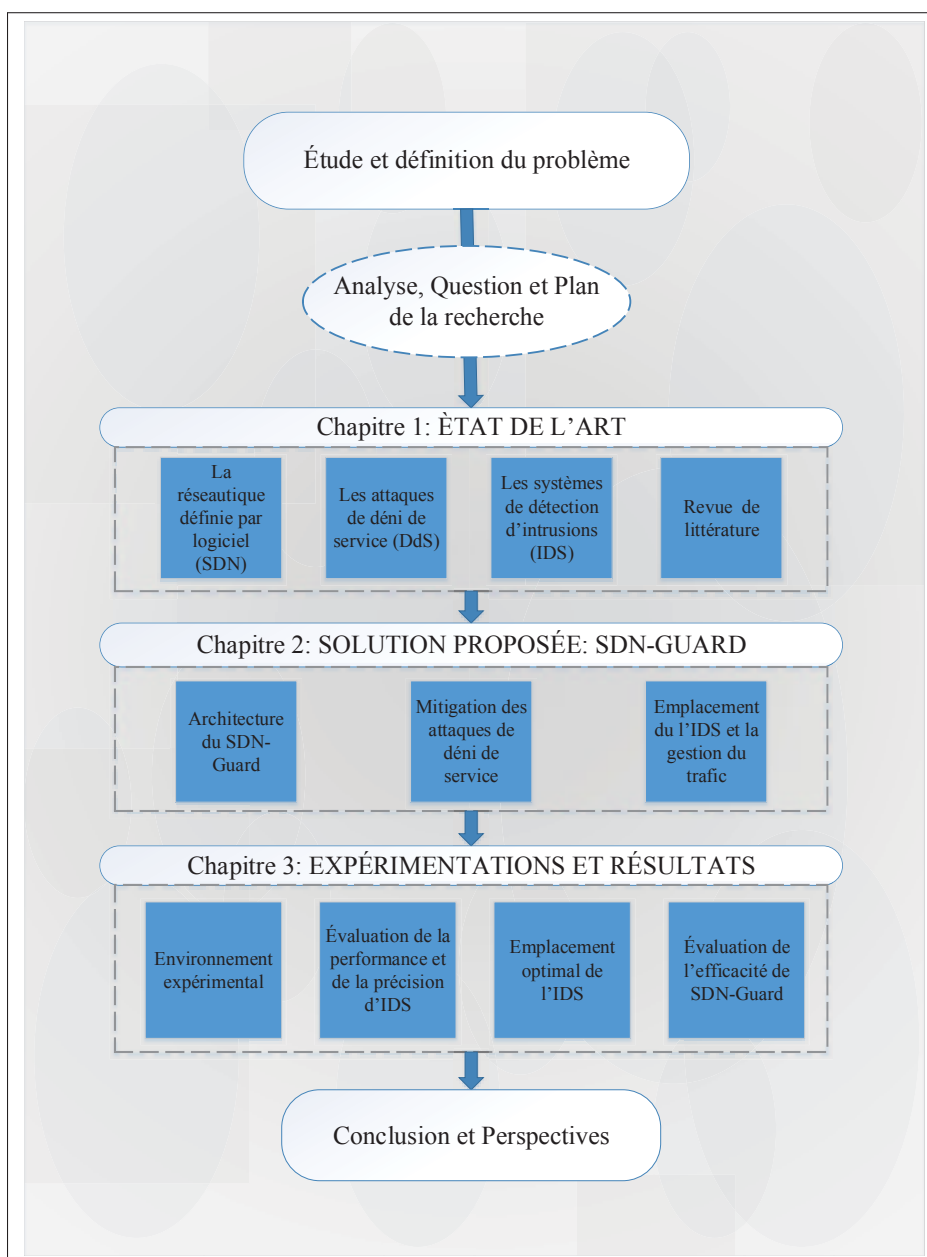 Étude et définition du problème
Analyse, Question et Plan
de la recherche
Chapitre 1: ÈTAT DE L’ART
La
réseautique
définie par
logiciel
(SDN)
Les attaques
de déni de
service (DdS)
Les systèmes
de détection
d’intrusions
(IDS)
Revue de
littérature
Chapitre 2: SOLUTION PROPOSÉE: SDN-GUARD
Architecture
du SDN-
Guard
Mitigation des
attaques de
déni de
service
Emplacement
du l’IDS et la
gestion du
trafic
Chapitre 3: EXPÉRIMENTATIONS ET RÉSULTATS
Environnement
expérimental
Évaluation de la
performance et
de la précision
d’IDS
Emplacement
optimal de
l’IDS
Évaluation de
l’efficacité de
SDN-Guard
Conclusion et Perspectives